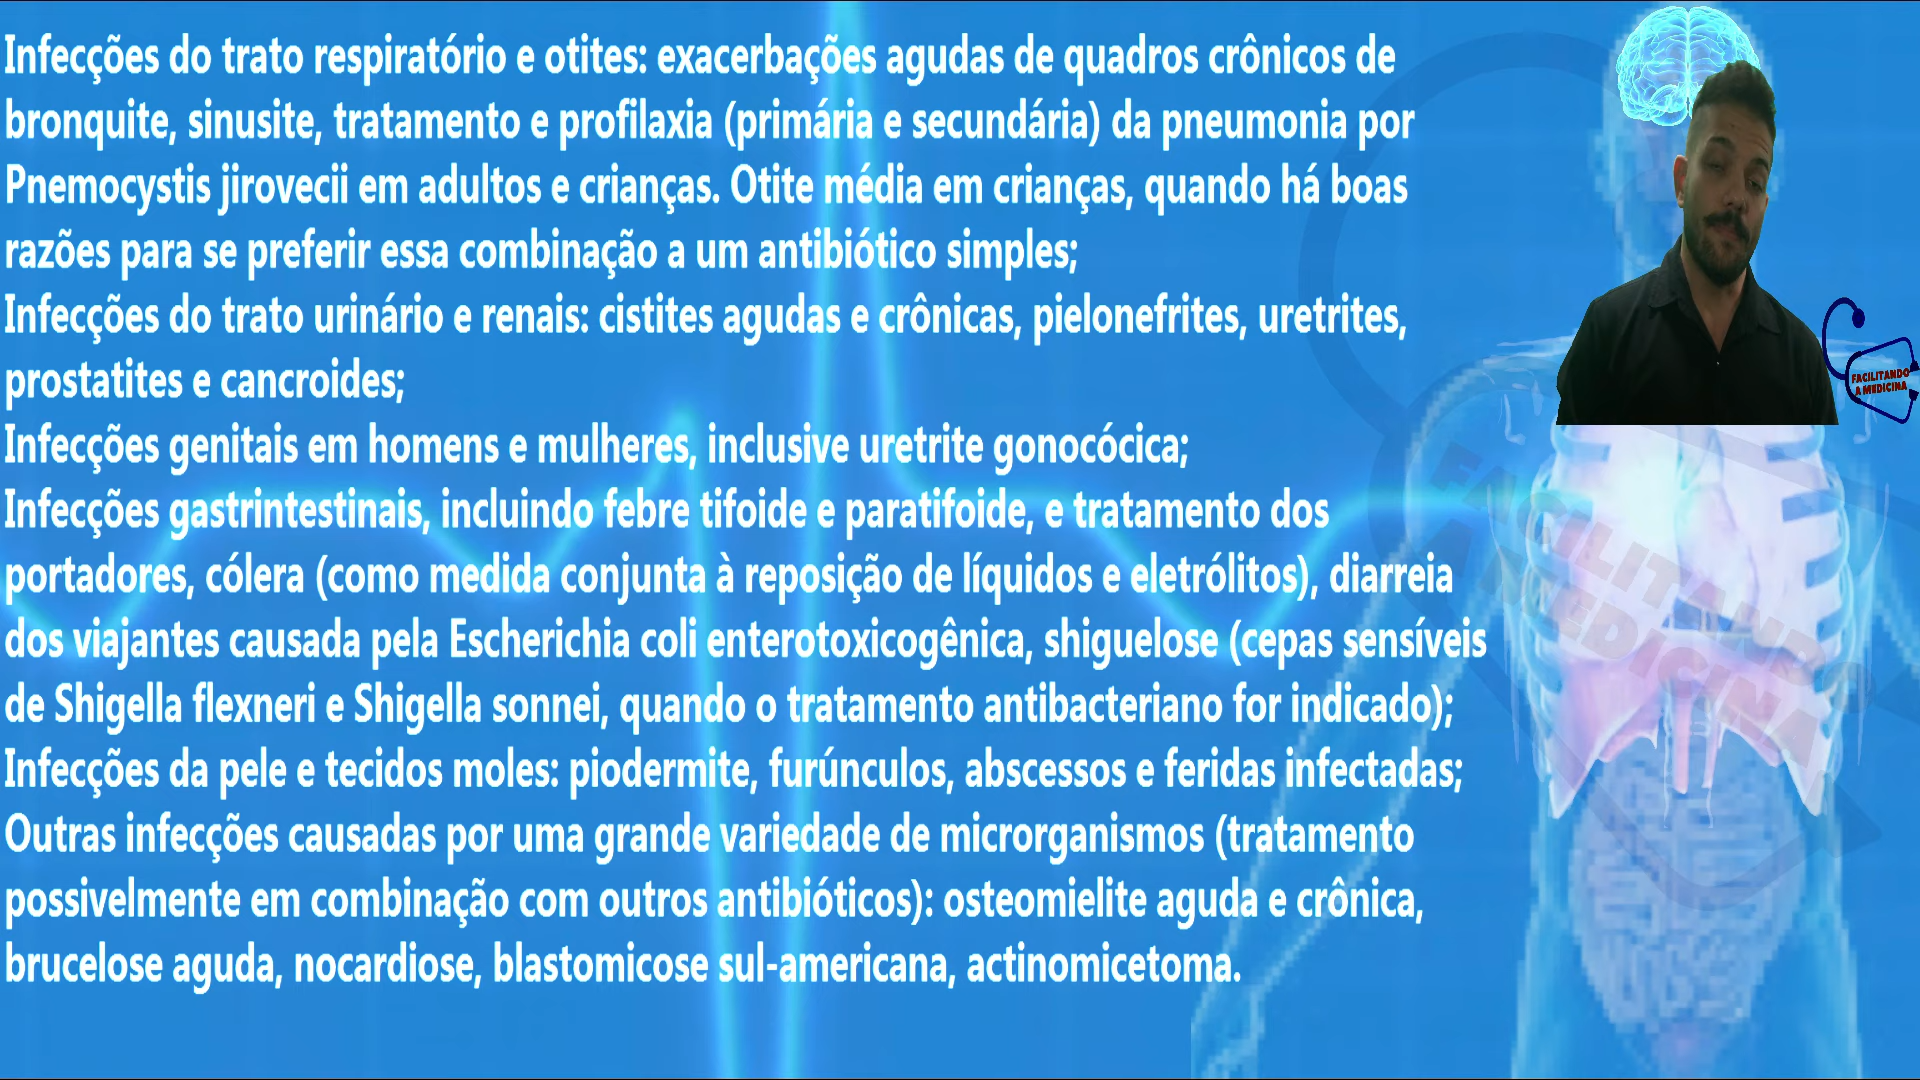 Infecções do trato respiratório e otites: exacerbações agudas de quadros crônicos de
bronquite, sinusite, tratamento e profilaxia (primária e secundária) da pneumonia por
Pnemocystis jirovecii em adultos e crianças. Otite média em crianças, quando há boas
razões para se preferir essa combinação a um antibiótico simples;
Infecções do trato urinário e renais: cistites agudas e crônicas, pielonefrites, uretrites,
prostatites e cancroides;
Infecções genitais em homens e mulheres, inclusive uretrite gonocócica;
Infecções gastrintestinais, incluindo febre tifoide e paratifoide, e tratamento dos
portadores, cólera (como medida conjunta à reposição de líquidos e eletrólitos), diarreia
dos viajantes causada pela Escherichia coli enterotoxicogênica, shiguelose (cepas sensíveis
de Shigella flexneri e Shigella sonnei, quando o tratamento antibacteriano for indicado);
Infecções da pele e tecidos moles: piodermite, furúnculos, abscessos e feridas infectadas;
Outras infecções causadas por uma grande variedade de microrganismos (tratamento
possivelmente em combinação com outros antibióticos): osteomielite aguda e crônica,
brucelose aguda, nocardiose, blastomicose sul-americana, actinomicetoma.
FACILITANDO
A MEDICINA
FACILITANDO
A MEDICINA